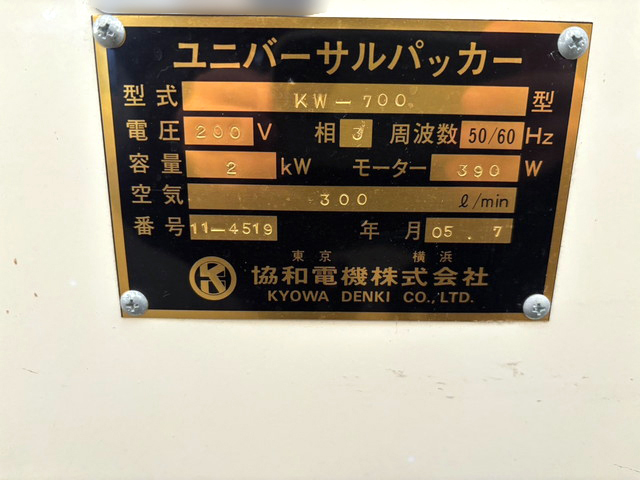 ユニバーサルパッカー
型式 KW-700 型
電圧 200 V 相 3 周波数 50/60 Hz
容量 2 kW モーター 390 W
空気 300 ℓ/min
番号 11-4519 年 月 05 . 7
東京 横浜
協和電機株式会社
KYOWA DENKI CO.,LTD.